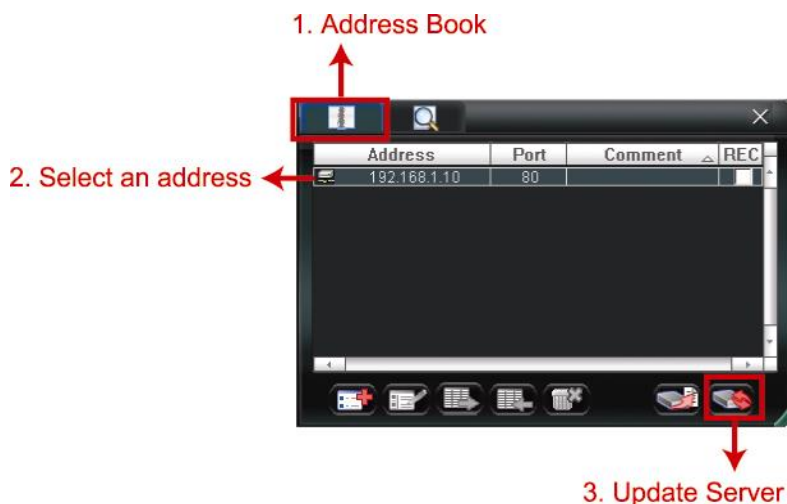 1. Address Book
Address Port Comment REC
2. Select an address
192.168.1.10 80
3. Update Server